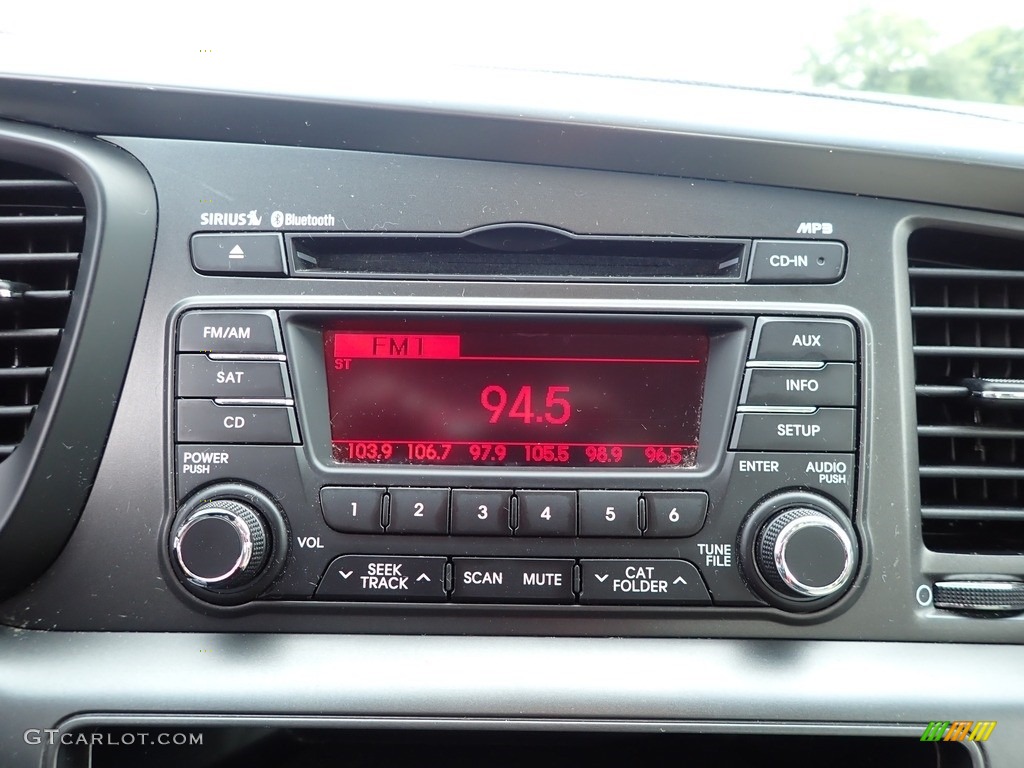 SIRIUS Bluetooth
MP3
CD-IN
FM/AM
SAT
CD
AUX
INFO
SETUP
FM1
ST
94.5
103.9 106.7 97.9 105.5 98.9 96.5
POWER
PUSH
VOL
ENTER
AUDIO
PUSH
TUNE
FILE
1 2 3 4 5 6
SEEK
TRACK
SCAN MUTE
CAT
FOLDER
GTCARLOT.COM